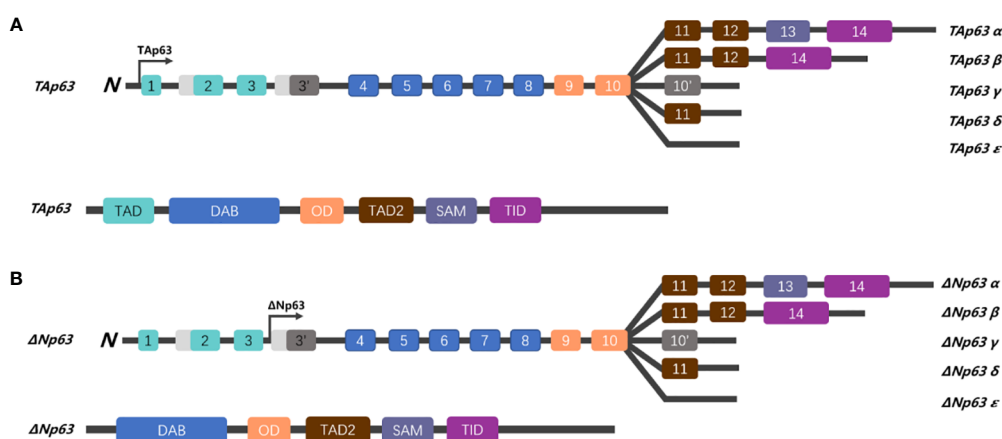 A
TAp63
TAp63 N 1 2 3 3' 4 5 6 7 8 9 10
11 12 13 14 TAp63 α
11 12 14 TAp63 β
10' TAp63 γ
11 TAp63 δ
TAp63 ε
TAp63 TAD DAB OD TAD2 SAM TID
B
ΔNp63
ΔNp63 N 1 2 3 3' 4 5 6 7 8 9 10
11 12 13 14 ΔNp63 α
11 12 14 ΔNp63 β
10' ΔNp63 γ
11 ΔNp63 δ
ΔNp63 ε
ΔNp63 DAB OD TAD2 SAM TID